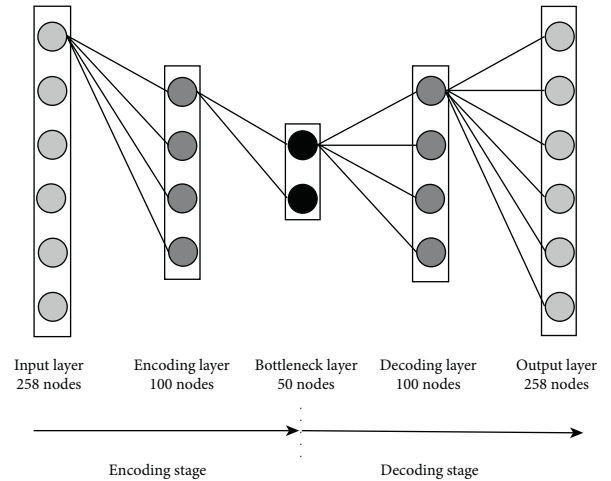 Input layer
258 nodes
Encoding layer
100 nodes
Bottleneck layer
50 nodes
Decoding layer
100 nodes
Output layer
258 nodes
Encoding stage
Decoding stage